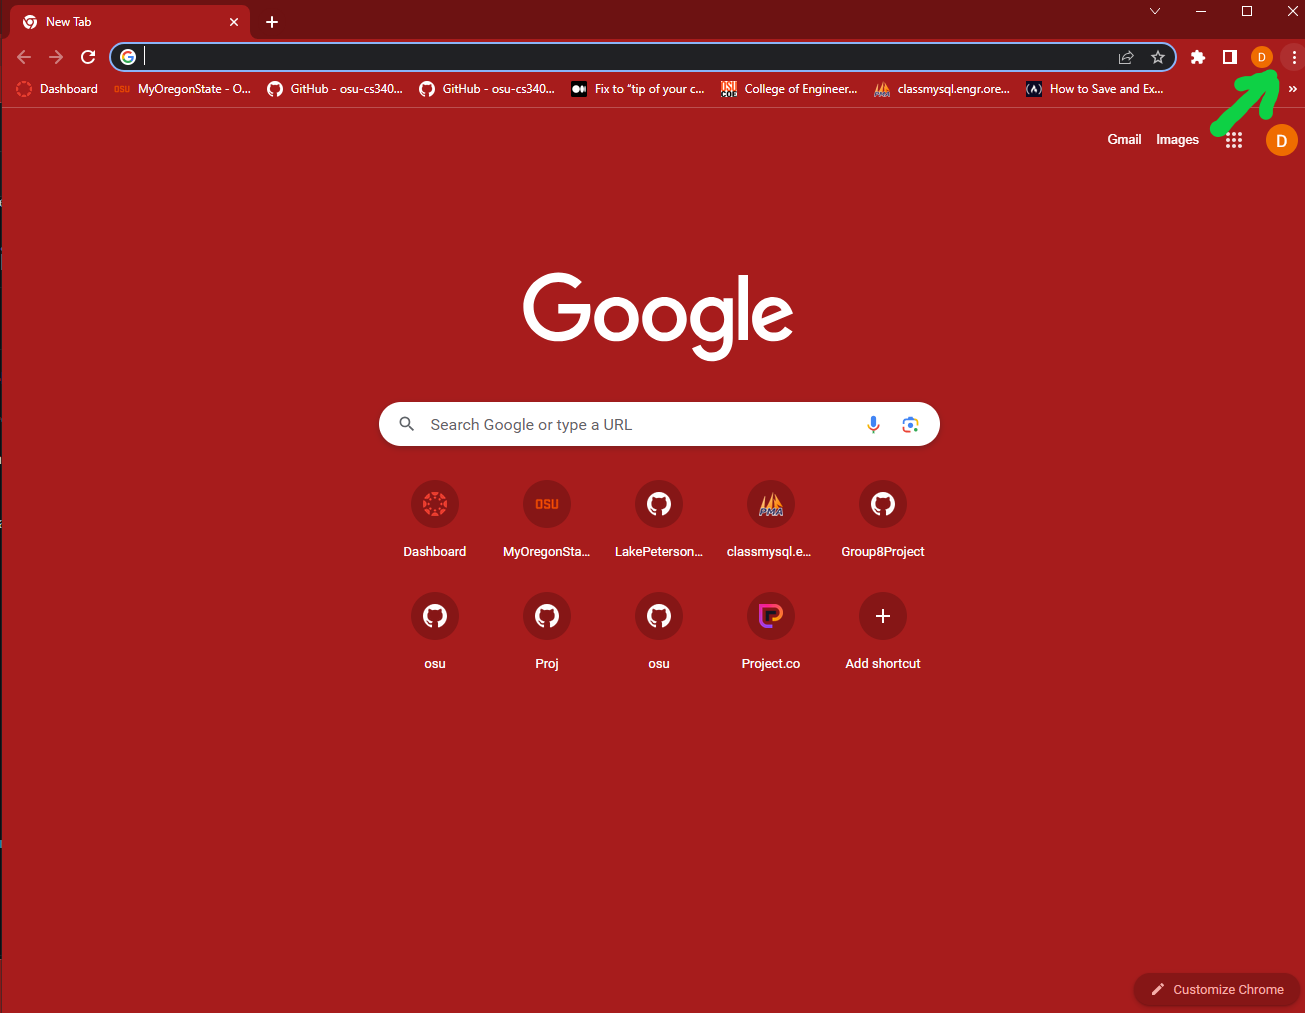 New Tab
D
Dashboard
OSU MyOregonState - O...
GitHub - osu-cs340...
GitHub - osu-cs340...
Fix to “tip of your c...
College of Engineer...
classmysql.engr.ore...
How to Save and Ex...
»
Gmail Images D
Google
Search Google or type a URL
OSU PMA
Dashboard MyOregonSta... LakePeterson... classmysql.e... Group8Project
osu Proj osu Project.co Add shortcut
Customize Chrome